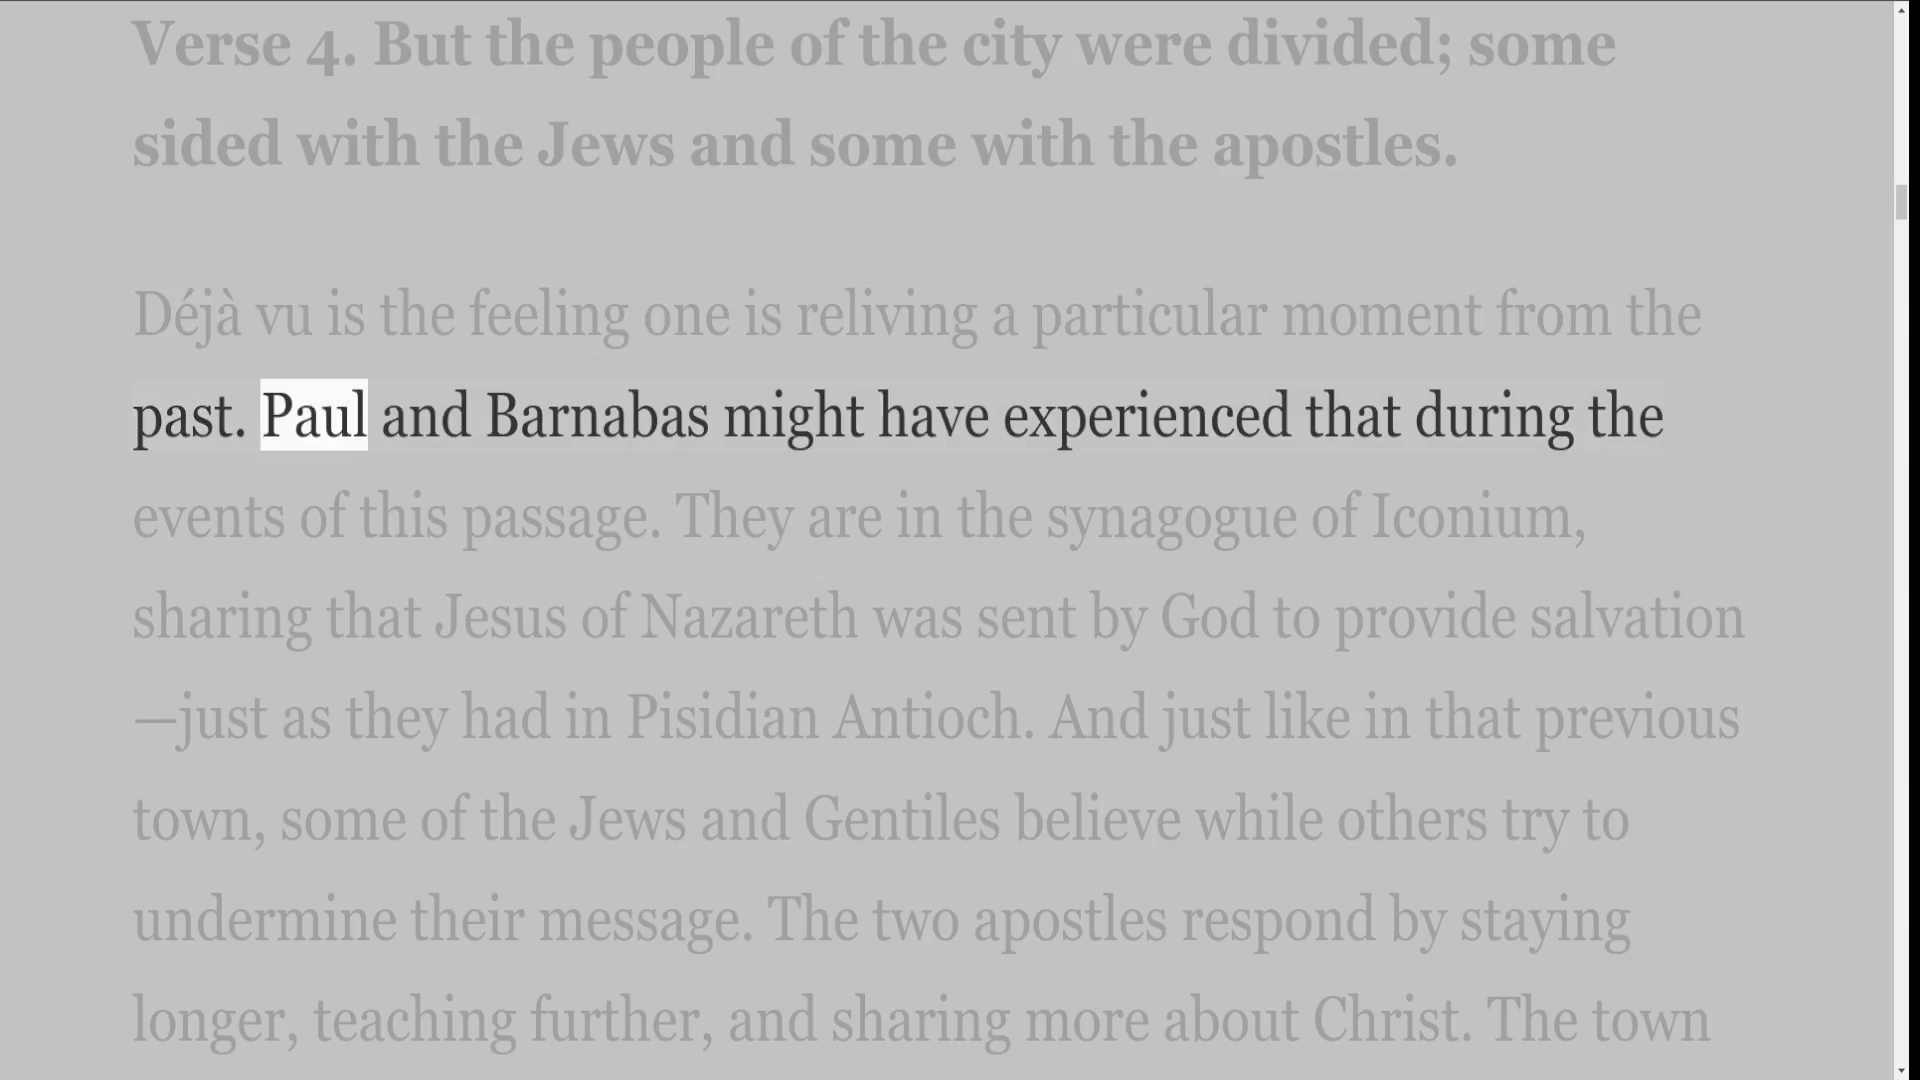 Verse 4. But the people of the city were divided; some
sided with the Jews and some with the apostles.
Déjà vu is the feeling one is reliving a particular moment from the
past. Paul and Barnabas might have experienced that during the
events of this passage. They are in the synagogue of Iconium,
sharing that Jesus of Nazareth was sent by God to provide salvation
—just as they had in Pisidian Antioch. And just like in that previous
town, some of the Jews and Gentiles believe while others try to
undermine their message. The two apostles respond by staying
longer, teaching further, and sharing more about Christ. The town